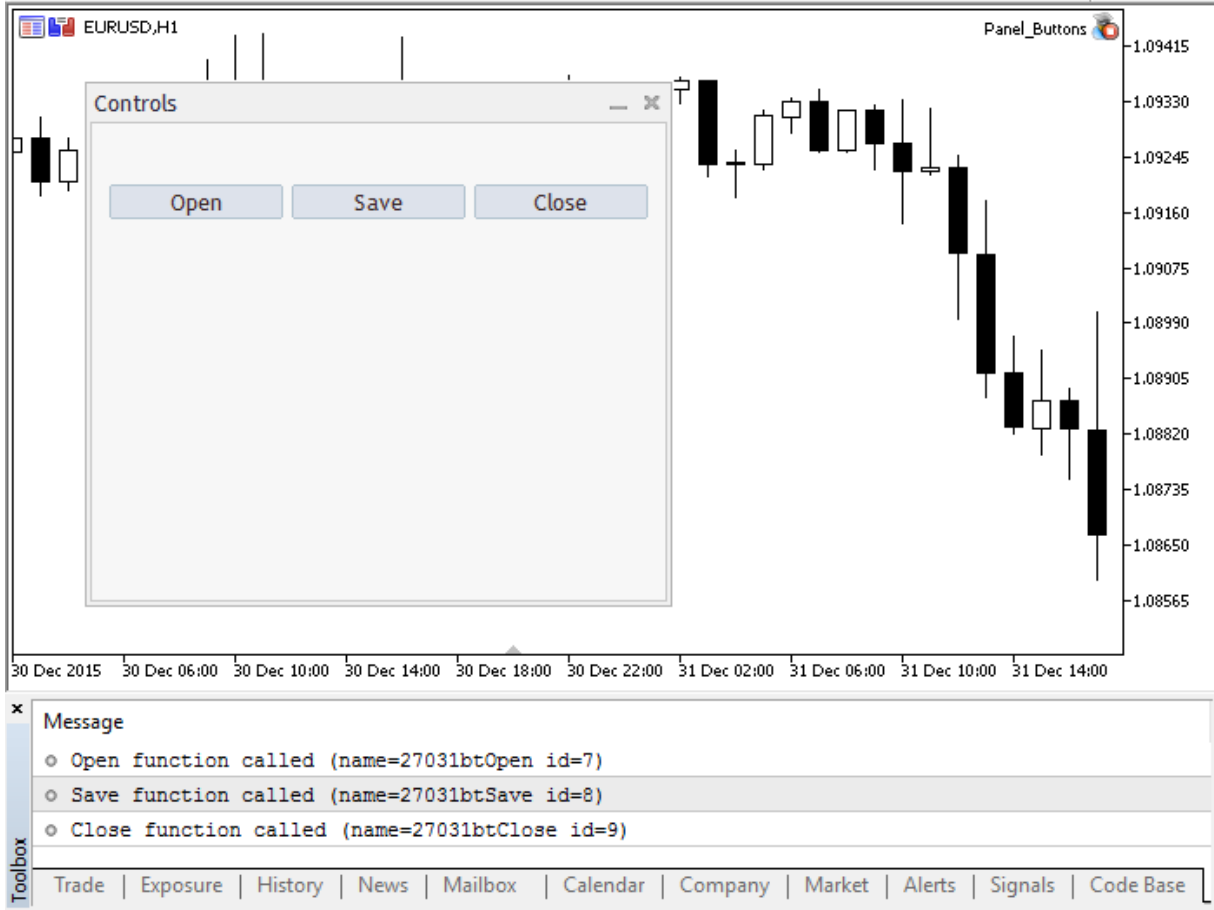 EURUSD,H1
Panel_Buttons
1.09415
1.09330
1.09245
1.09160
1.09075
1.08990
1.08905
1.08820
1.08735
1.08650
1.08565
Controls
Open Save Close
30 Dec 2015 30 Dec 06:00 30 Dec 10:00 30 Dec 14:00 30 Dec 18:00 30 Dec 22:00 31 Dec 02:00 31 Dec 06:00 31 Dec 10:00 31 Dec 14:00
Message
Open function called (name=27031btOpen id=7)
Save function called (name=27031btSave id=8)
Close function called (name=27031btClose id=9)
Toolbox
Trade | Exposure | History | News | Mailbox | Calendar | Company | Market | Alerts | Signals | Code Base